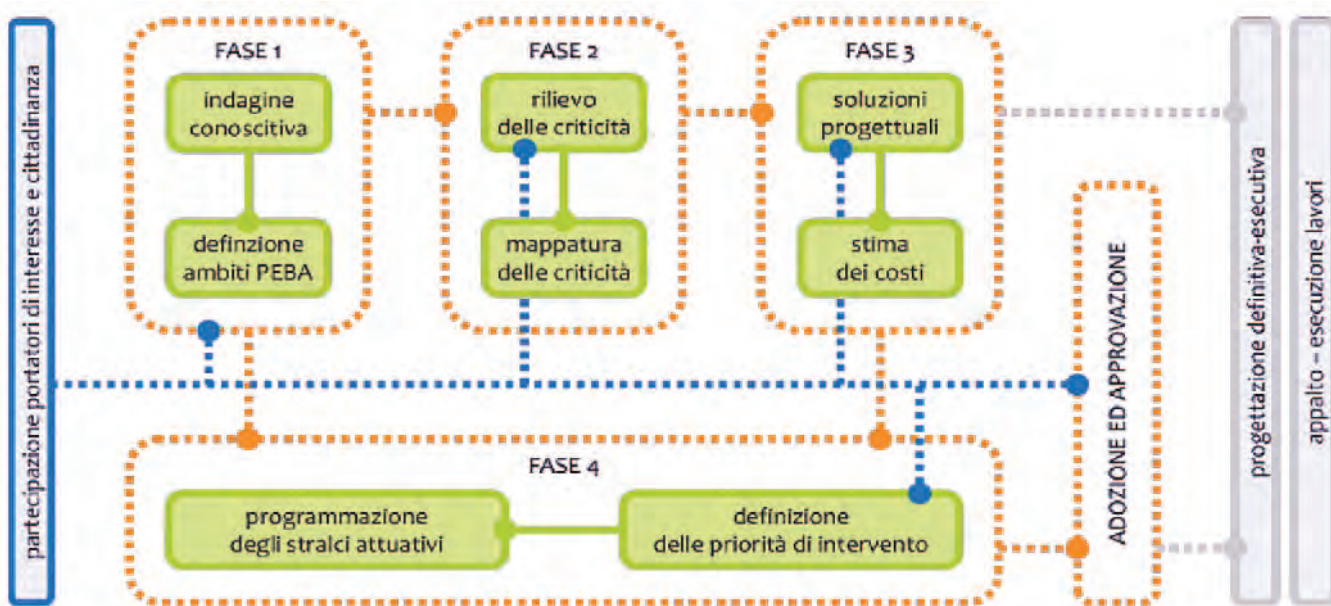 partecipazione portatori di interesse e cittadinanza
FASE 1
indagine
conoscitiva
definzione
ambiti PEBA
FASE 2
rilievo
delle criticità
mappatura
delle criticità
FASE 3
soluzioni
progettuali
stima
dei costi
FASE 4
programmazione
degli stralci attuativi
definizione
delle priorità di intervento
ADOZIONE ED APPROVAZIONE
progettazione definitiva-esecutiva
appalto – esecuzione lavori